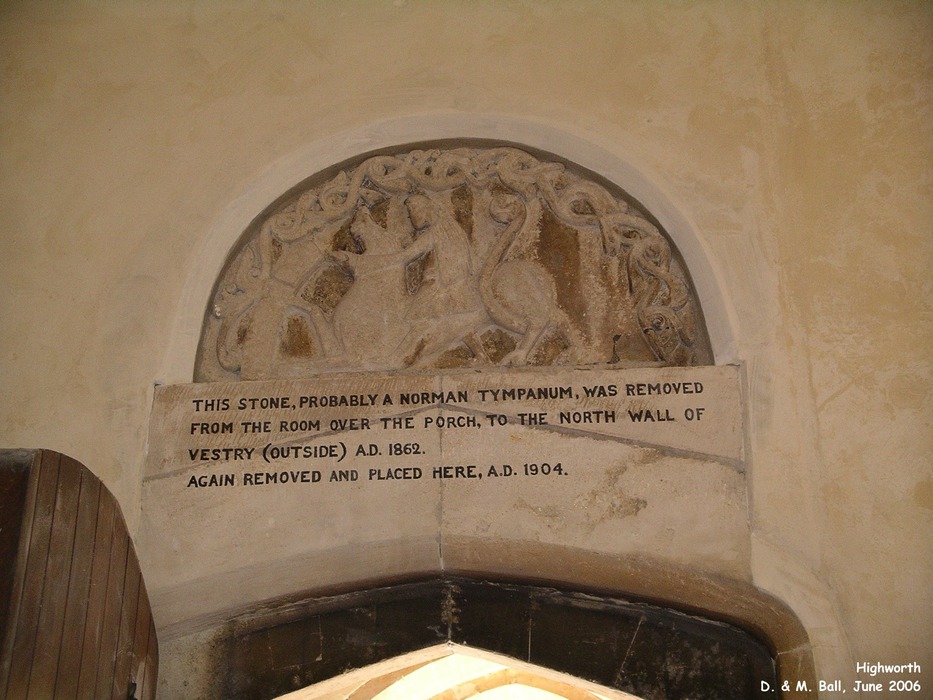 THIS STONE, PROBABLY A NORMAN TYMPANUM, WAS REMOVED
FROM THE ROOM OVER THE PORCH, TO THE NORTH WALL OF
VESTRY (OUTSIDE) A.D. 1862.
AGAIN REMOVED AND PLACED HERE, A.D. 1904.
Highworth
D. & M. Ball, June 2006